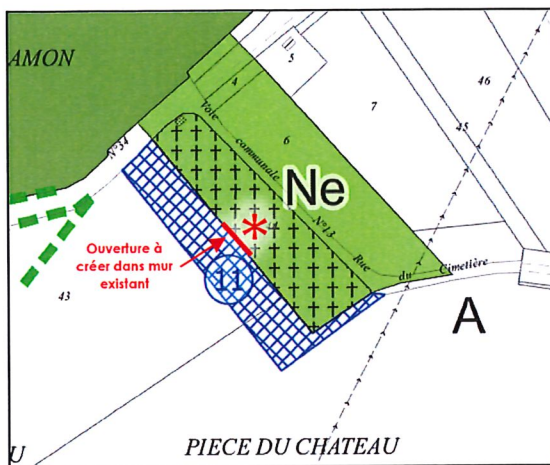 AMON
4
5
46
7
45
6
N°34
Voie
communale
N°13
Rue
du
Cimetière
Ne
*
Ouverture à
créer dans mur
existant
11
43
A
U
PIECE DU CHATEAU